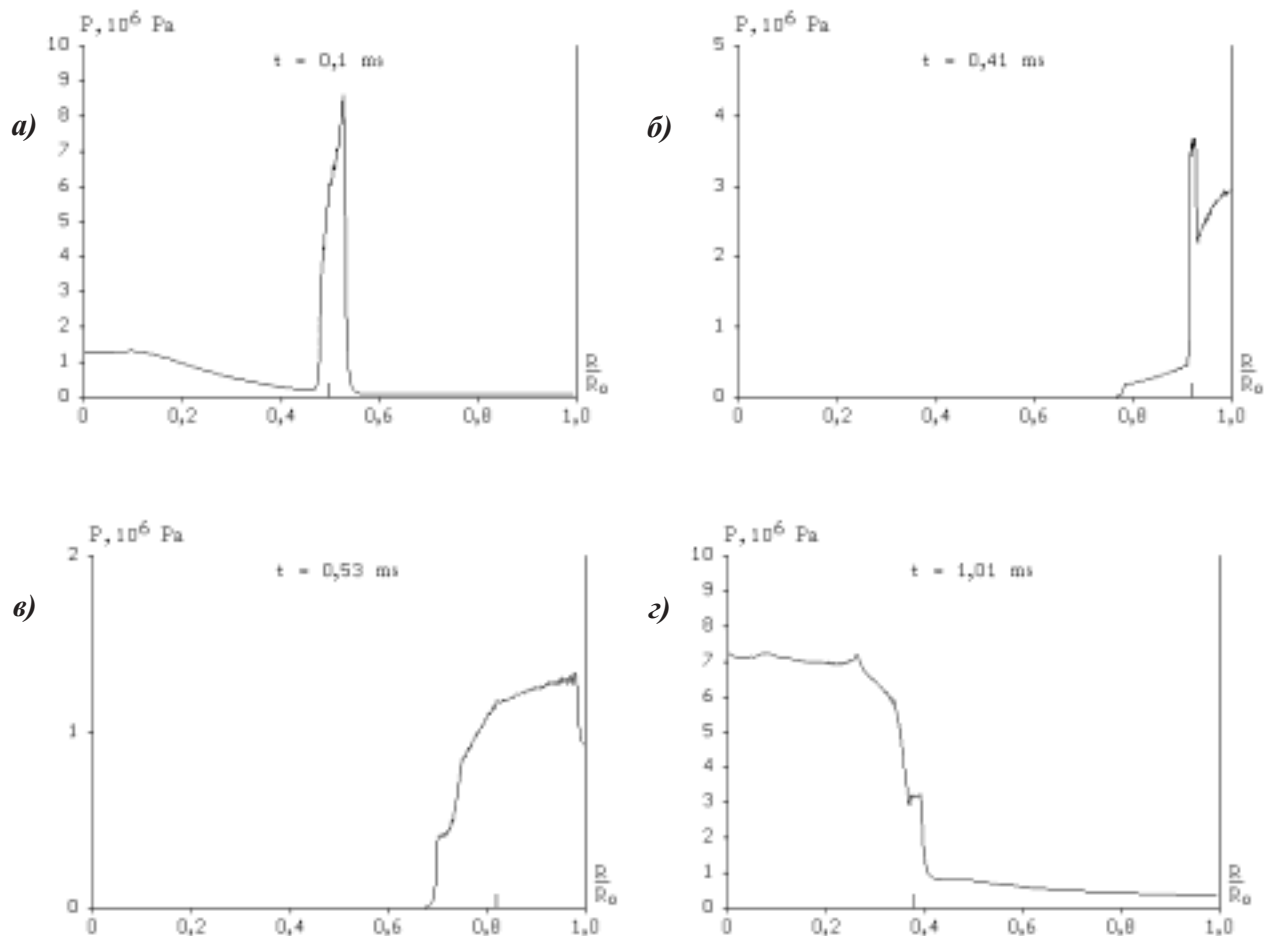 P, 10⁶ Pa
t = 0,1 ms
а)
10
9
8
7
6
5
4
3
2
1
0
R
R₀
0
0,2
0,4
0,6
0,8
1,0
P, 10⁶ Pa
t = 0,41 ms
б)
5
4
3
2
1
0
R
R₀
0
0,2
0,4
0,6
0,8
1,0
P, 10⁶ Pa
t = 0,53 ms
в)
2
1
0
R
R₀
0
0,2
0,4
0,6
0,8
1,0
P, 10⁶ Pa
t = 1,01 ms
г)
10
9
8
7
6
5
4
3
2
1
0
R
R₀
0
0,2
0,4
0,6
0,8
1,0